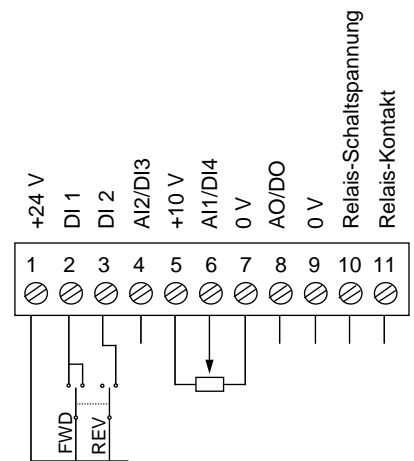 +24 V
DI 1
DI 2
AI2/DI3
+10 V
AI1/DI4
0 V
AO/DO
0 V
Relais-Schaltspannung
Relais-Kontakt
1 2 3 4 5 6 7 8 9 10 11
FWD
REV